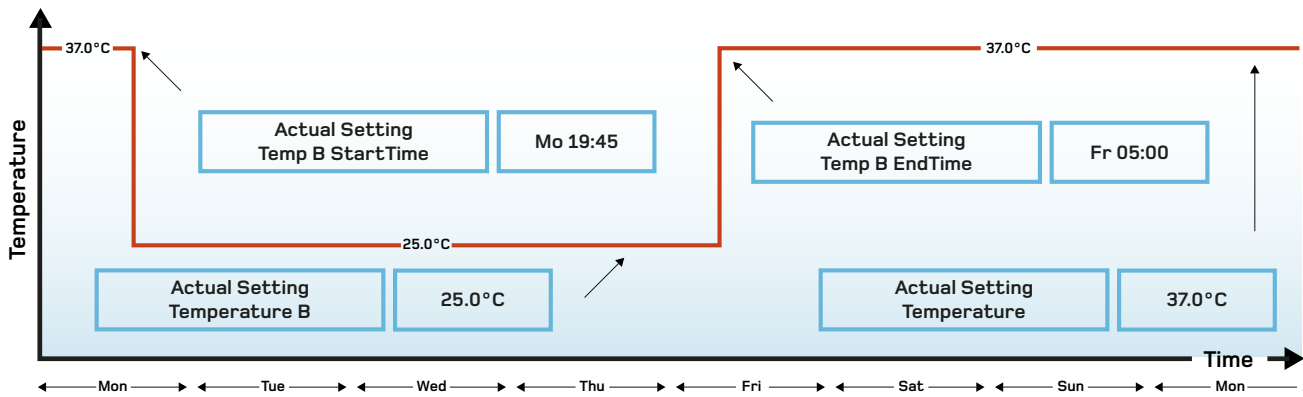 Temperature
37.0°C
37.0°C
Actual Setting
Temp B StartTime
Mo 19:45
Actual Setting
Temp B EndTime
Fr 05:00
25.0°C
Actual Setting
Temperature B
25.0°C
Actual Setting
Temperature
37.0°C
Time
Mon Tue Wed Thu Fri Sat Sun Mon